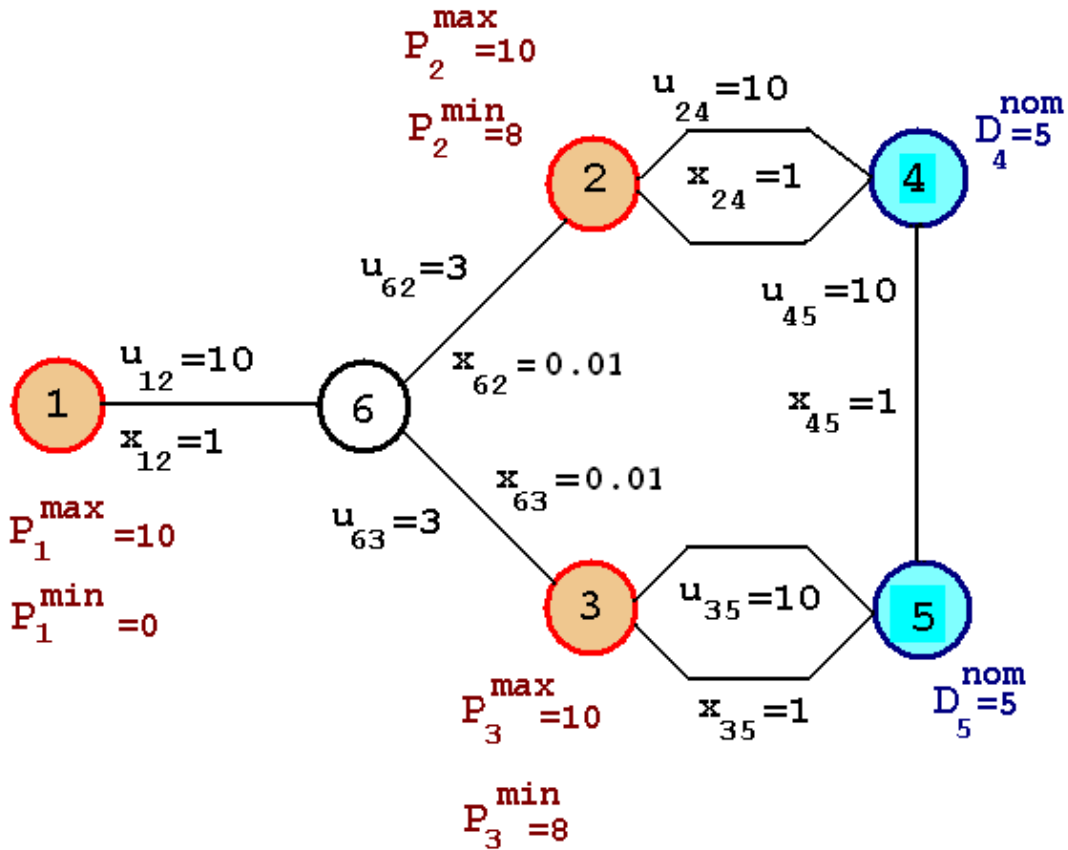 P₂ᵐᵃˣ =10
P₂ᵐⁱⁿ =8
u₂₄ =10
x₂₄ =1
D₄ⁿᵒᵐ =5
2
4
u₆₂ =3
u₄₅ =10
u₁₂ =10
x₆₂ =0.01
1
6
x₄₅ =1
x₁₂ =1
x₆₃ =0.01
P₁ᵐᵃˣ =10
u₆₃ =3
P₁ᵐⁱⁿ =0
3
u₃₅ =10
5
P₃ᵐᵃˣ =10
x₃₅ =1
D₅ⁿᵒᵐ =5
P₃ᵐⁱⁿ =8